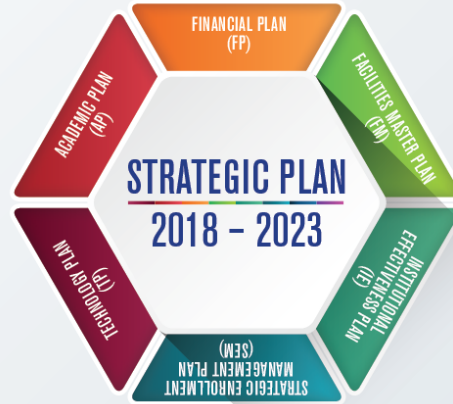 FINANCIAL PLAN
(FP)
FACILITIES MASTER PLAN
(FM)
INSTITUTIONAL
EFFECTIVENESS PLAN
(IE)
STRATEGIC ENROLLMENT
MANAGEMENT PLAN
(SEM)
TECHNOLOGY PLAN
(TP)
ACADEMIC PLAN
(AP)
STRATEGIC PLAN
2018 – 2023